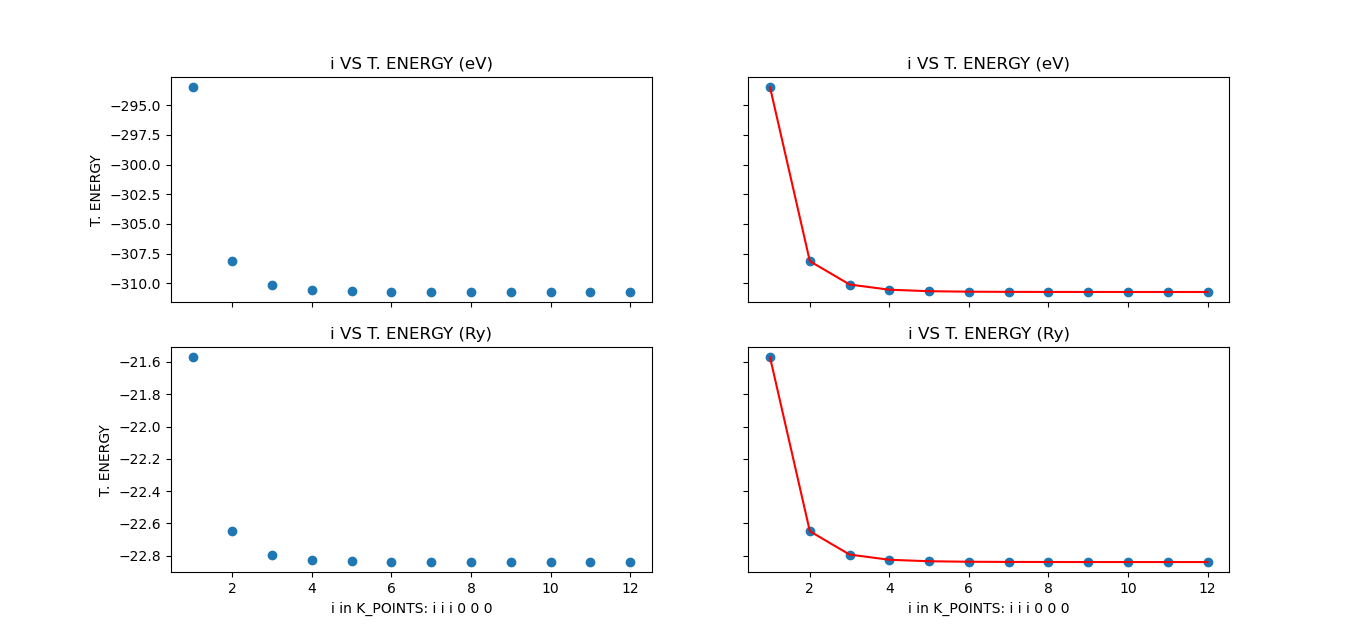 i VS T. ENERGY (eV)
T. ENERGY
−295.0
−297.5
−300.0
−302.5
−305.0
−307.5
−310.0
i VS T. ENERGY (eV)
i VS T. ENERGY (Ry)
T. ENERGY
−21.6
−21.8
−22.0
−22.2
−22.4
−22.6
−22.8
2 4 6 8 10 12
i in K_POINTS: i i i 0 0 0
i VS T. ENERGY (Ry)
2 4 6 8 10 12
i in K_POINTS: i i i 0 0 0